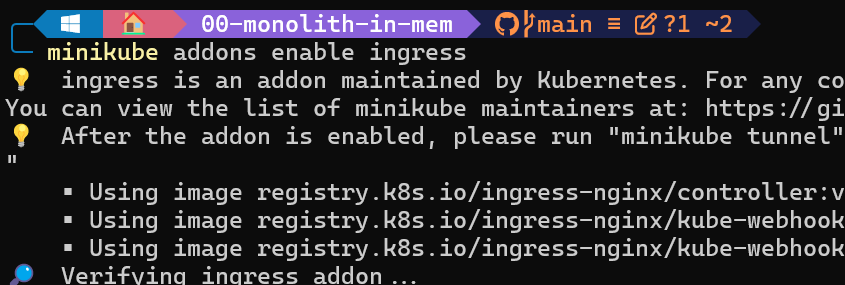 00-monolith-in-mem main ≡ ?1 ~2
minikube addons enable ingress
ingress is an addon maintained by Kubernetes. For any co
You can view the list of minikube maintainers at: https://gi
After the addon is enabled, please run "minikube tunnel"
"
▪ Using image registry.k8s.io/ingress-nginx/controller:v
▪ Using image registry.k8s.io/ingress-nginx/kube-webhook
▪ Using image registry.k8s.io/ingress-nginx/kube-webhook
Verifying ingress addon...